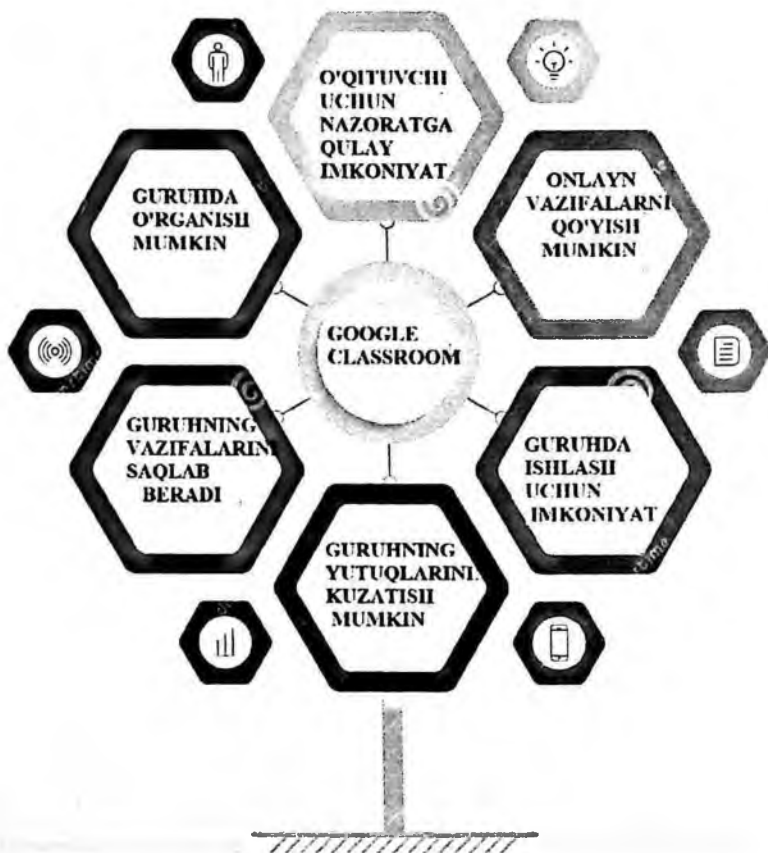 O'QITUVCHI
UCHUN
NAZORATGA
QULAY
IMKONIYAT
GURUHDA
O'RGANISH
MUMKIN
ONLAYN
VAZIFALARNI
QO'YISH
MUMKIN
GOOGLE
CLASSROOM
GURUHNING
VAZIFALARINI
SAQLAB
BERADI
GURUHDA
ISHLASH
UCHUN
IMKONIYAT
GURUHNING
YUTUQLARINI
KUZATISH
MUMKIN